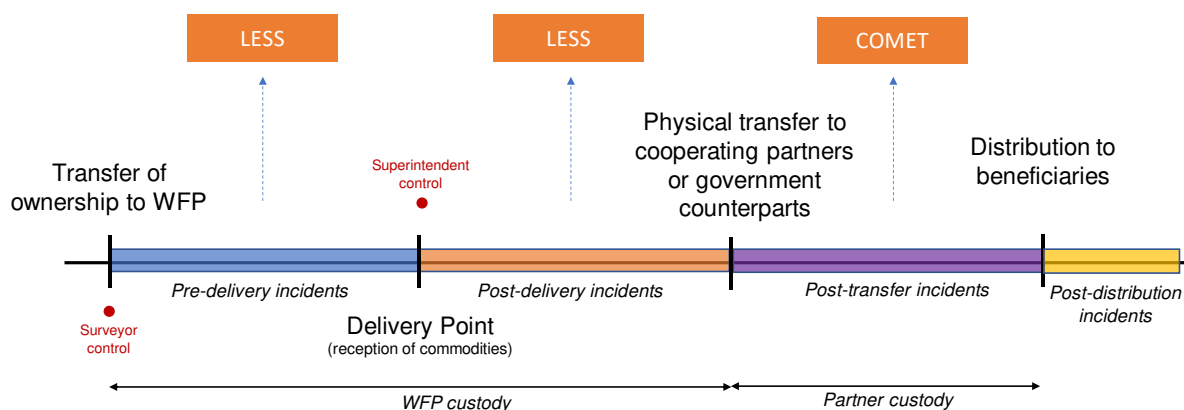 LESS
LESS
COMET
Transfer of
ownership to WFP
Superintendent
control
Physical transfer to
cooperating partners
or government
counterparts
Distribution to
beneficiaries
Pre-delivery incidents
Post-delivery incidents
Post-transfer incidents
Post-distribution
incidents
Surveyor
control
Delivery Point
(reception of commodities)
WFP custody
Partner custody